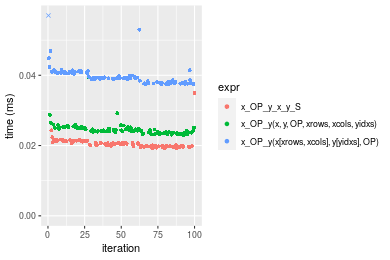 0.04
0.02
0.00
time (ms)
0
25
50
75
100
iteration
expr
x_OP_y_x_y_S
x_OP_y(x, y, OP, xrows, xcols, yidxs)
x_OP_y(x[xrows, xcols], y[yidxs], OP)